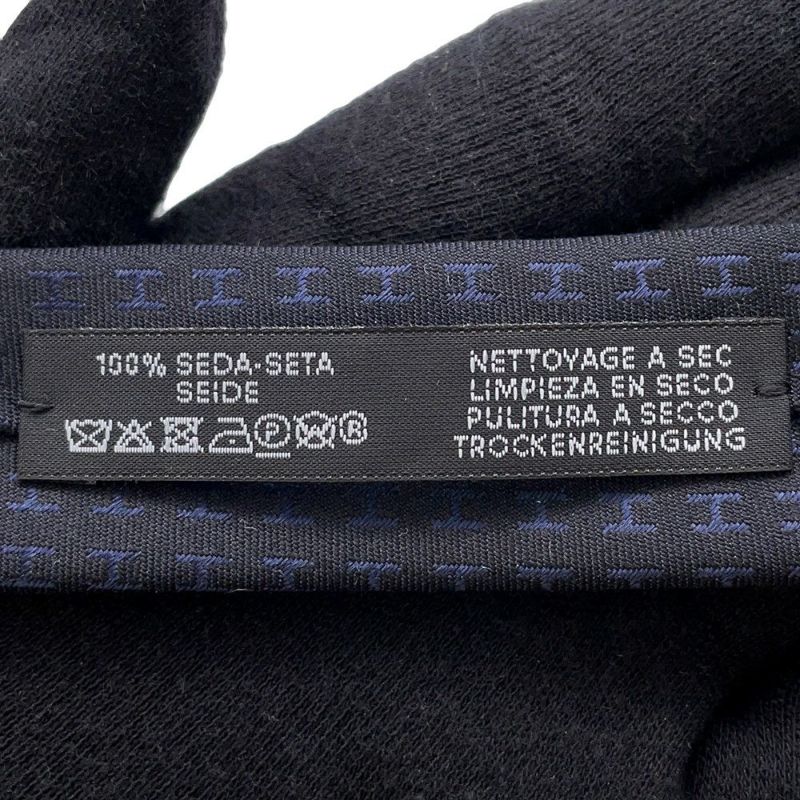 100% SEDA-SETA
SEIDE
P W ®
NETTOYAGE A SEC
LIMPIEZA EN SECO
PULITURA A SECCO
TROCKENREINIGUNG